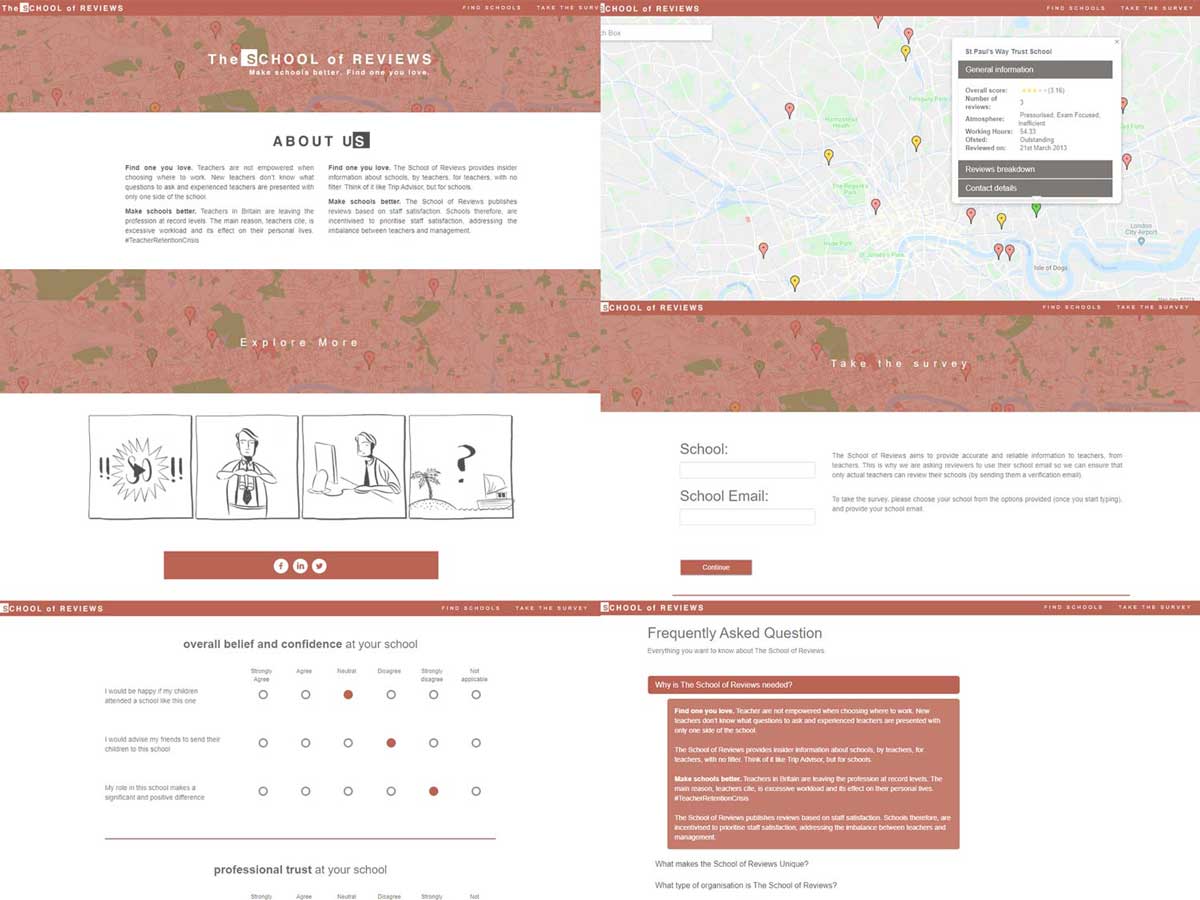 The SCHOOL of REVIEWS
FIND SCHOOLS TAKE THE SURV
The SCHOOL of REVIEWS
Make schools better. Find one you love.
ABOUT US
Find one you love. Teachers are not empowered when
choosing where to work. New teachers don't know what
questions to ask and experienced teachers are presented with
only one side of the school.
Make schools better. Teachers in Britain are leaving the
profession at record levels. The main reason, teachers cite, is
excessive workload and its effect on their personal lives.
#TeacherRetentionCrisis
Find one you love. The School of Reviews provides insider
information about schools, by teachers, for teachers, with no
filter. Think of it like Trip Advisor, but for schools.
Make schools better. The School of Reviews publishes
reviews based on staff satisfaction. Schools therefore, are
incentivised to prioritise staff satisfaction, addressing the
imbalance between teachers and management.
Explore More
!! SO !!
?
SCHOOL of REVIEWS
FIND SCHOOLS TAKE THE SURVEY
ch Box
St Paul's Way Trust School
General information
Overall score: (3.16)
Number of
reviews: 3
Atmosphere: Pressurised, Exam Focused,
Inefficient
Working Hours: 54.33
Ofsted: Outstanding
Reviewed on: 21st March 2013
Reviews breakdown
Contact details
Finsbury Park
Hampstead
Heath
The Regent's
Park
Hyde Park
St James's Park
London
City Airport
Isle of Dogs
SCHOOL of REVIEWS
FIND SCHOOLS TAKE THE SURVEY
Take the survey
School:
School Email:
Continue
The School of Reviews aims to provide accurate and reliable information to teachers, from
teachers. This is why we are asking reviewers to use their school email so we can ensure that
only actual teachers can review their schools (by sending them a verification email).
To take the survey, please choose your school from the options provided (once you start typing),
and provide your school email.
SCHOOL of REVIEWS
FIND SCHOOLS TAKE THE SURVEY
overall belief and confidence at your school
Strongly Agree Agree Neutral Disagree Strongly disagree Not applicable
I would be happy if my children
attended a school like this one
I would advise my friends to send their
children to this school
My role in this school makes a
significant and positive difference
professional trust at your school
Strongly Agree Neutral Disagree Strongly Not
SCHOOL of REVIEWS
FIND SCHOOLS TAKE THE SURVEY
Frequently Asked Question
Everything you want to know about The School of Reviews.
Why is The School of Reviews needed?
Find one you love. Teacher are not empowered when choosing where to work. New
teachers don't know what questions to ask and experienced teachers are presented with
only one side of the school.
The School of Reviews provides insider information about schools, by teachers, for
teachers, with no filter. Think of it like Trip Advisor, but for schools.
Make schools better. Teachers in Britain are leaving the profession at record levels. The
main reason, teachers cite, is excessive workload and its effect on their personal lives.
#TeacherRetentionCrisis
The School of Reviews publishes reviews based on staff satisfaction. Schools therefore, are
incentivised to prioritise staff satisfaction, addressing the imbalance between teachers and
management.
What makes the School of Reviews Unique?
What type of organisation is The School of Reviews?